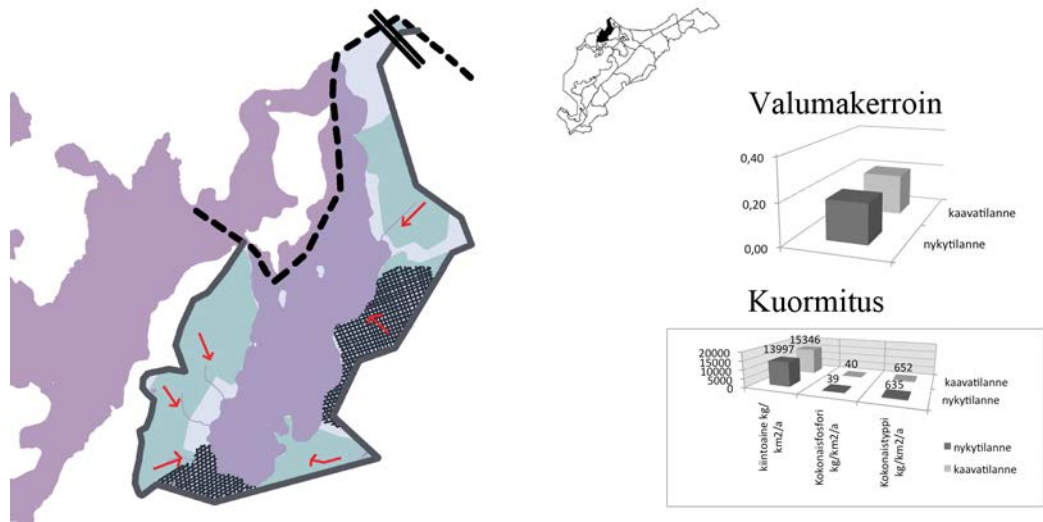 Valumakerroin
0,40
0,20
0,00
kaavatilanne
nykytilanne
Kuormitus
20000
15000
10000
5000
0
13997
15346
39
40
635
652
kaavatilanne
nykytilanne
kiintoaine kg/
km2/a
Kokonaisfosfori
kg/km2/a
Kokonaistyppi
kg/km2/a
nykytilanne
kaavatilanne